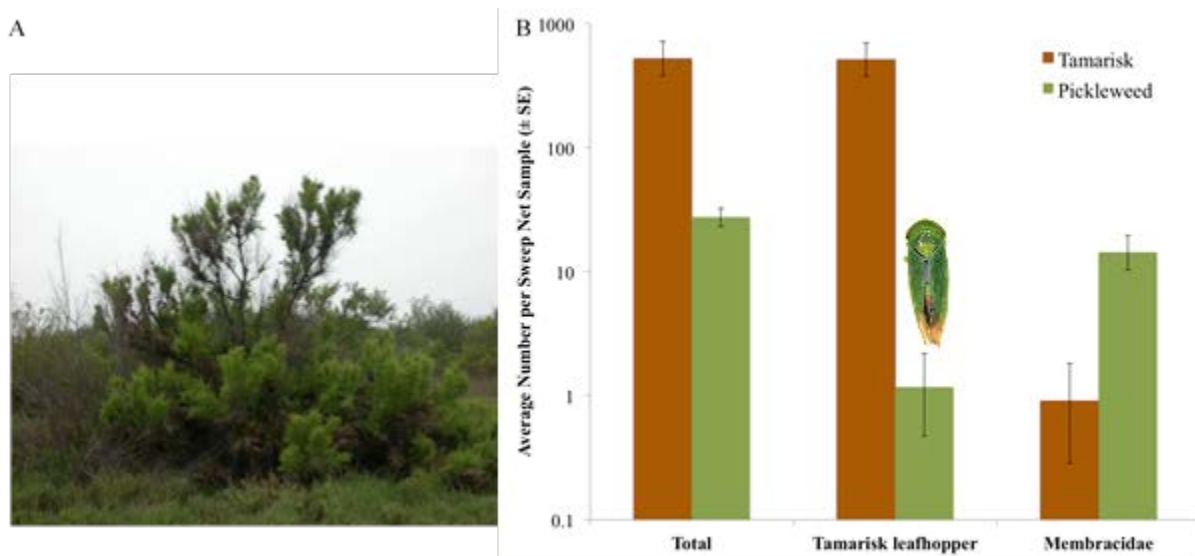 A
B
Average Number per Sweep Net Sample (± SE)
1000
100
10
1
0.1
Tamarisk
Pickleweed
Total
Tamarisk leafhopper
Membracidae